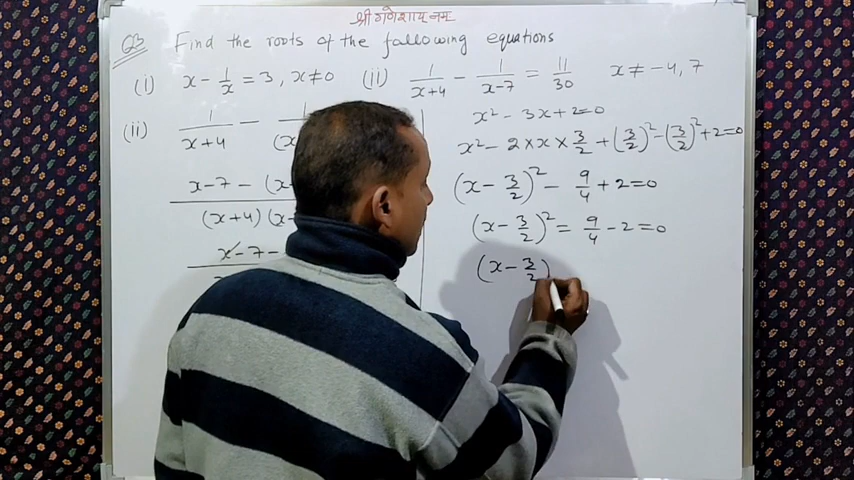 श्री गणेशाय नमः
Q3 Find the roots of the following equations
(i) x - 1/x = 3, x ≠ 0 (ii) 1/(x+4) - 1/(x-7) = 11/30 x ≠ -4, 7
(ii) 1/(x+4) - 1/(x
x-7 - (x
(x+4) (x-
x-7 -
x² - 3x + 2 = 0
x² - 2 × x × 3/2 + (3/2)² - (3/2)² + 2 = 0
(x - 3/2)² - 9/4 + 2 = 0
(x - 3/2)² = 9/4 - 2 = 0
(x - 3/2)